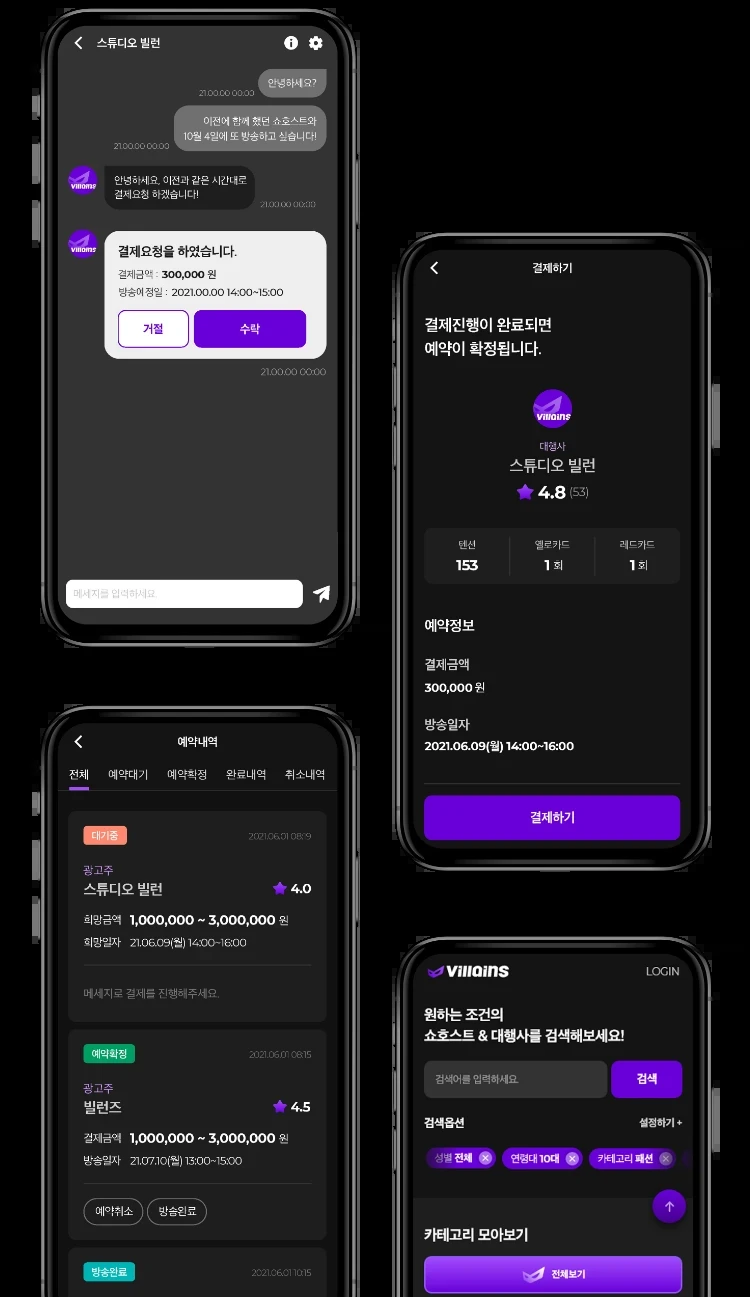 스튜디오 빌런
안녕하세요?
21.00.00 00:00
이전에 함께 했던 쇼호스트와
10월 4일에 또 방송하고 싶습니다!
21.00.00 00:00
Villains
안녕하세요, 이전과 같은 시간대로
결제요청 하겠습니다!
21.00.00 00:00
Villains
결제요청을 하였습니다.
결제금액 : 300,000 원
방송예정일 : 2021.00.00 14:00~15:00
거절
수락
21.00.00 00:00
메세지를 입력하세요.
결제하기
결제진행이 완료되면
예약이 확정됩니다.
Villains
대행사
스튜디오 빌런
4.8 (53)
텐션
옐로카드
레드카드
153
1 회
1 회
예약정보
결제금액
300,000 원
방송일자
2021.06.09(월) 14:00~16:00
결제하기
예약내역
전체
예약대기
예약확정
완료내역
취소내역
대기중
2021.06.01 08:19
광고주
스튜디오 빌런
4.0
희망금액 1,000,000 ~ 3,000,000 원
희망일자 21.06.09(월) 14:00~16:00
메세지로 결제를 진행해주세요.
예약확정
2021.06.01 08:15
광고주
빌런즈
4.5
결제금액 1,000,000 ~ 3,000,000 원
방송일자 21.07.10(월) 13:00~15:00
예약취소
방송완료
방송완료
2021.06.01 10:15
Villains
LOGIN
원하는 조건의
쇼호스트 & 대행사를 검색해보세요!
검색어를 입력하세요.
검색
검색옵션
설정하기 +
성별 전체
연령대 10대
카테고리 패션
카테고리 모아보기
전체보기